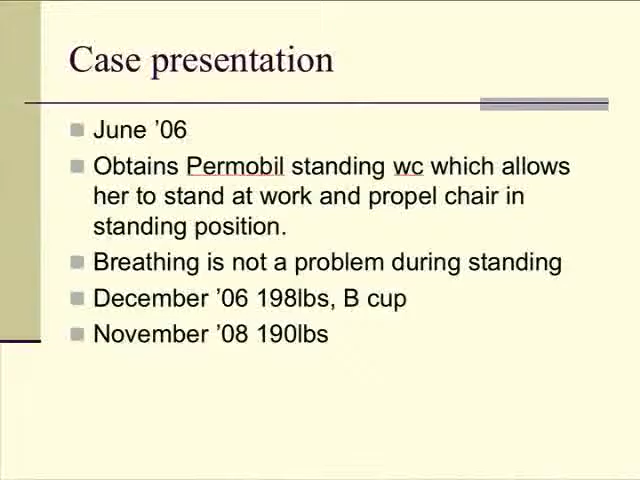 Case presentation
June ’06
Obtains Permobil standing wc which allows
her to stand at work and propel chair in
standing position.
Breathing is not a problem during standing
December ’06 198lbs, B cup
November ’08 190lbs